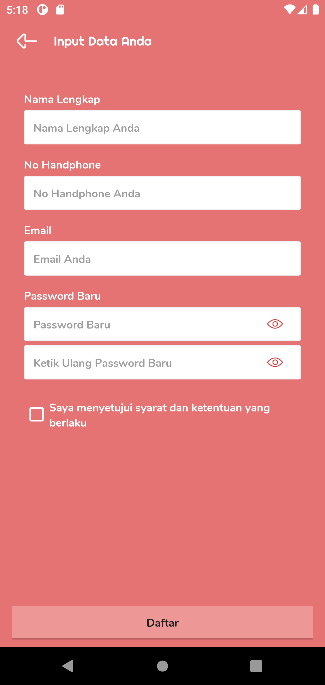 5:18
Input Data Anda
Nama Lengkap
Nama Lengkap Anda
No Handphone
No Handphone Anda
Email
Email Anda
Password Baru
Password Baru
Ketik Ulang Password Baru
Saya menyetujui syarat dan ketentuan yang
berlaku
Daftar